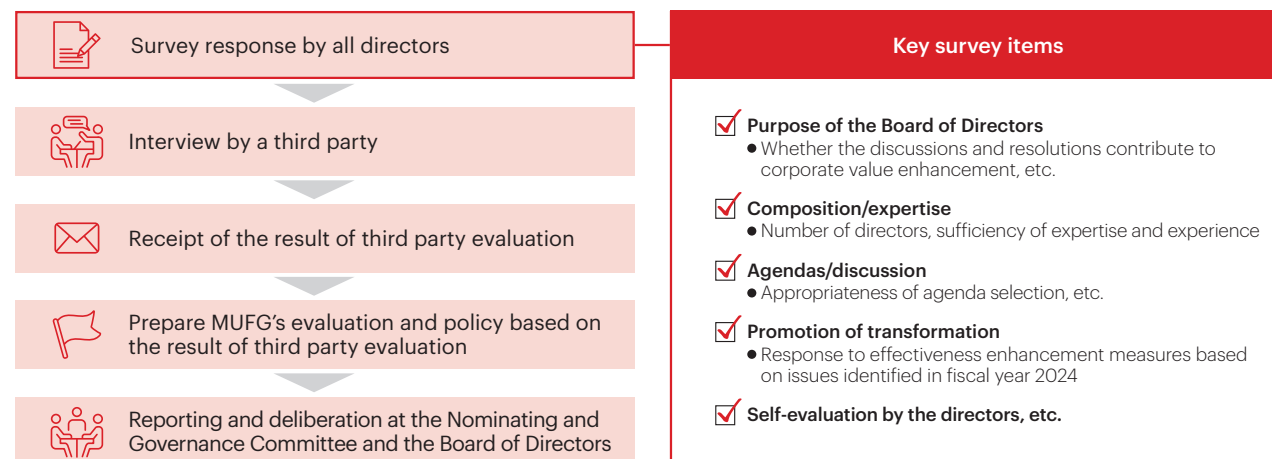 Survey response by all directors
Interview by a third party
Receipt of the result of third party evaluation
Prepare MUFG's evaluation and policy based on
the result of third party evaluation
Reporting and deliberation at the Nominating and
Governance Committee and the Board of Directors
Key survey items
Purpose of the Board of Directors
● Whether the discussions and resolutions contribute to
corporate value enhancement, etc.
Composition/expertise
● Number of directors, sufficiency of expertise and experience
Agendas/discussion
● Appropriateness of agenda selection, etc.
Promotion of transformation
● Response to effectiveness enhancement measures based
on issues identified in fiscal year 2024
Self-evaluation by the directors, etc.